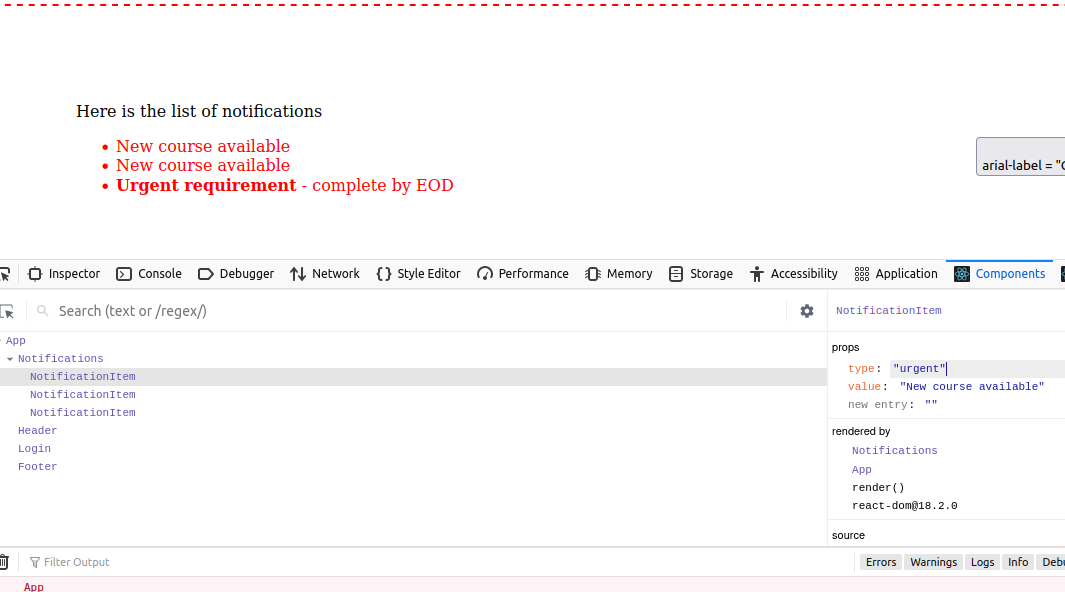 Here is the list of notifications
New course available
New course available
Urgent requirement - complete by EOD
arial-label = "
Inspector Console Debugger Network Style Editor Performance Memory Storage Accessibility Application Components
Search (text or /regex/)
NotificationItem
App
Notifications
NotificationItem
NotificationItem
NotificationItem
Header
Login
Footer
props
type: "urgent"
value: "New course available"
new entry: ""
rendered by
Notifications
App
render()
react-dom@18.2.0
source
Filter Output
Errors Warnings Logs Info Debu
App